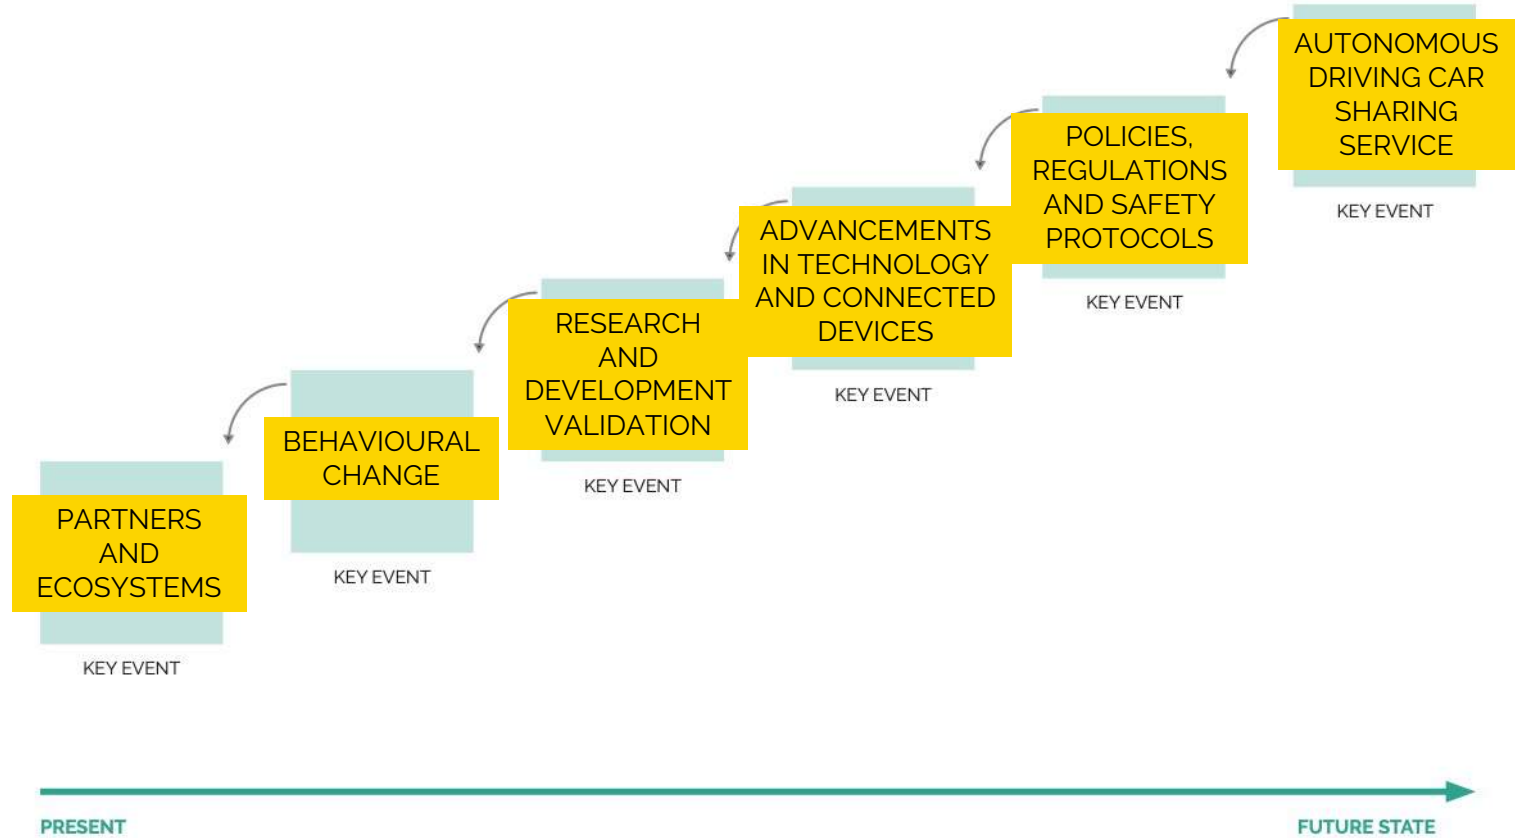 AUTONOMOUS
DRIVING CAR
SHARING
SERVICE
KEY EVENT
POLICIES,
REGULATIONS
AND SAFETY
PROTOCOLS
KEY EVENT
ADVANCEMENTS
IN TECHNOLOGY
AND CONNECTED
DEVICES
KEY EVENT
RESEARCH
AND
DEVELOPMENT
VALIDATION
KEY EVENT
BEHAVIOURAL
CHANGE
KEY EVENT
PARTNERS
AND
ECOSYSTEMS
KEY EVENT
PRESENT
FUTURE STATE